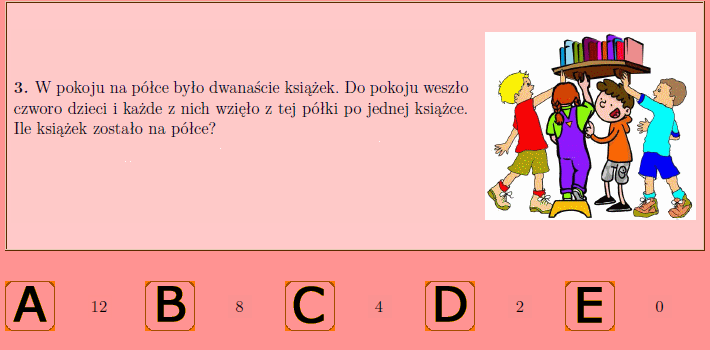 3. W pokoju na półce było dwanaście książek. Do pokoju weszło
czworo dzieci i każde z nich wzięło z tej półki po jednej książce.
Ile książek zostało na półce?
A 12 B 8 C 4 D 2 E 0